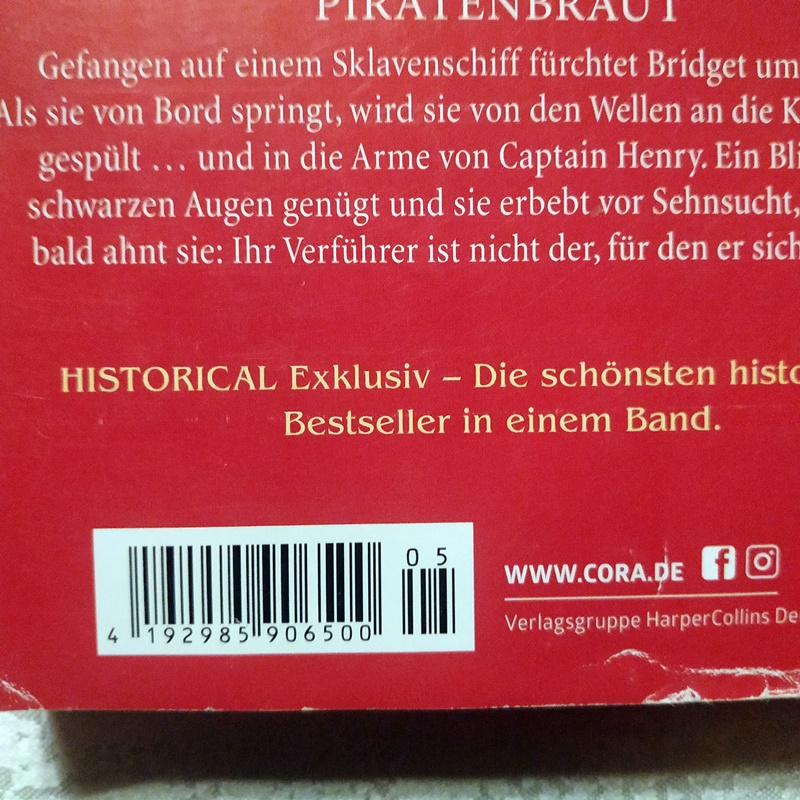 PIRATENBRAUT
Gefangen auf einem Sklavenschiff fürchtet Bridget um
Als sie von Bord springt, wird sie von den Wellen an die K
gespült … und in die Arme von Captain Henry. Ein Bli
schwarzen Augen genügt und sie erbebt vor Sehnsucht,
bald ahnt sie: Ihr Verführer ist nicht der, für den er sich
HISTORICAL Exklusiv – Die schönsten histo
Bestseller in einem Band.
05
4 192985 906500
WWW.CORA.DE
Verlagsgruppe HarperCollins De